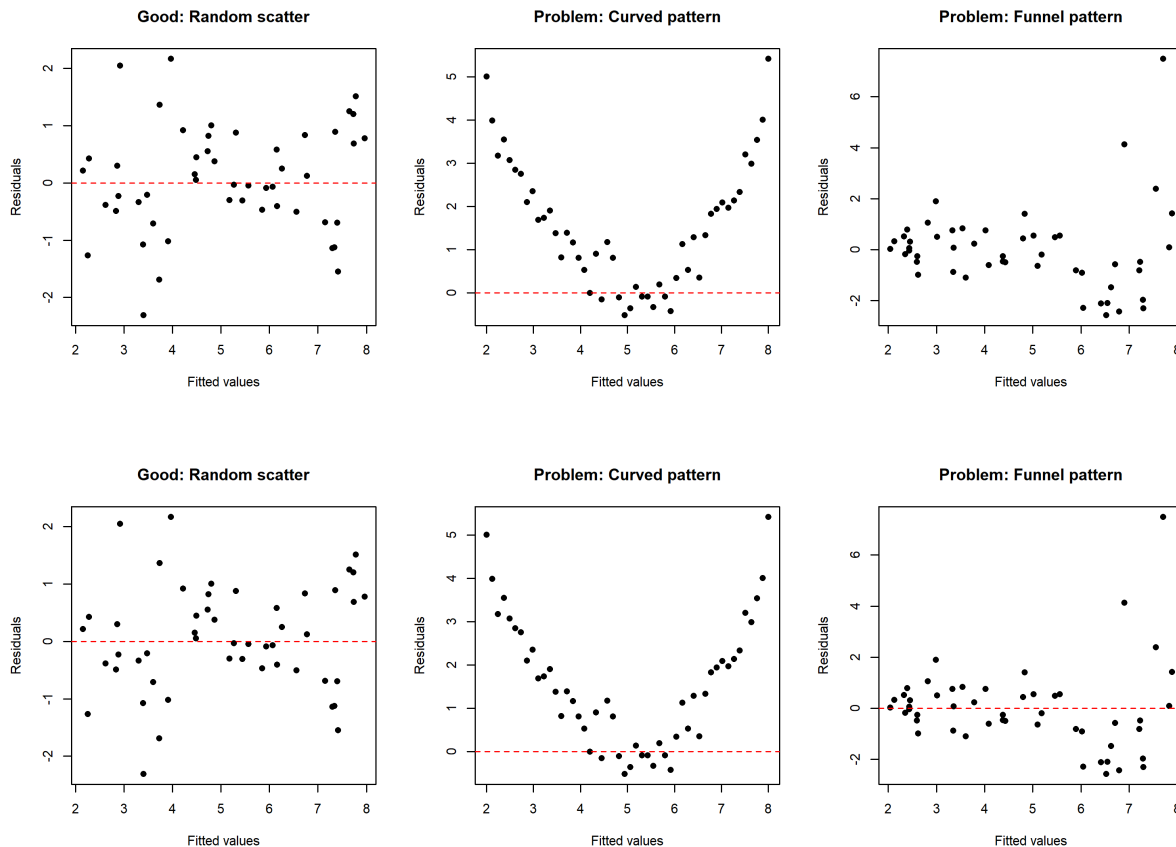 Good: Random scatter
Residuals
2
1
0
-1
-2
2 3 4 5 6 7 8
Fitted values
Problem: Curved pattern
Residuals
5
4
3
2
1
0
2 3 4 5 6 7 8
Fitted values
Problem: Funnel pattern
Residuals
6
4
2
0
-2
2 3 4 5 6 7 8
Fitted values
Good: Random scatter
Residuals
2
1
0
-1
-2
2 3 4 5 6 7 8
Fitted values
Problem: Curved pattern
Residuals
5
4
3
2
1
0
2 3 4 5 6 7 8
Fitted values
Problem: Funnel pattern
Residuals
6
4
2
0
-2
2 3 4 5 6 7 8
Fitted values